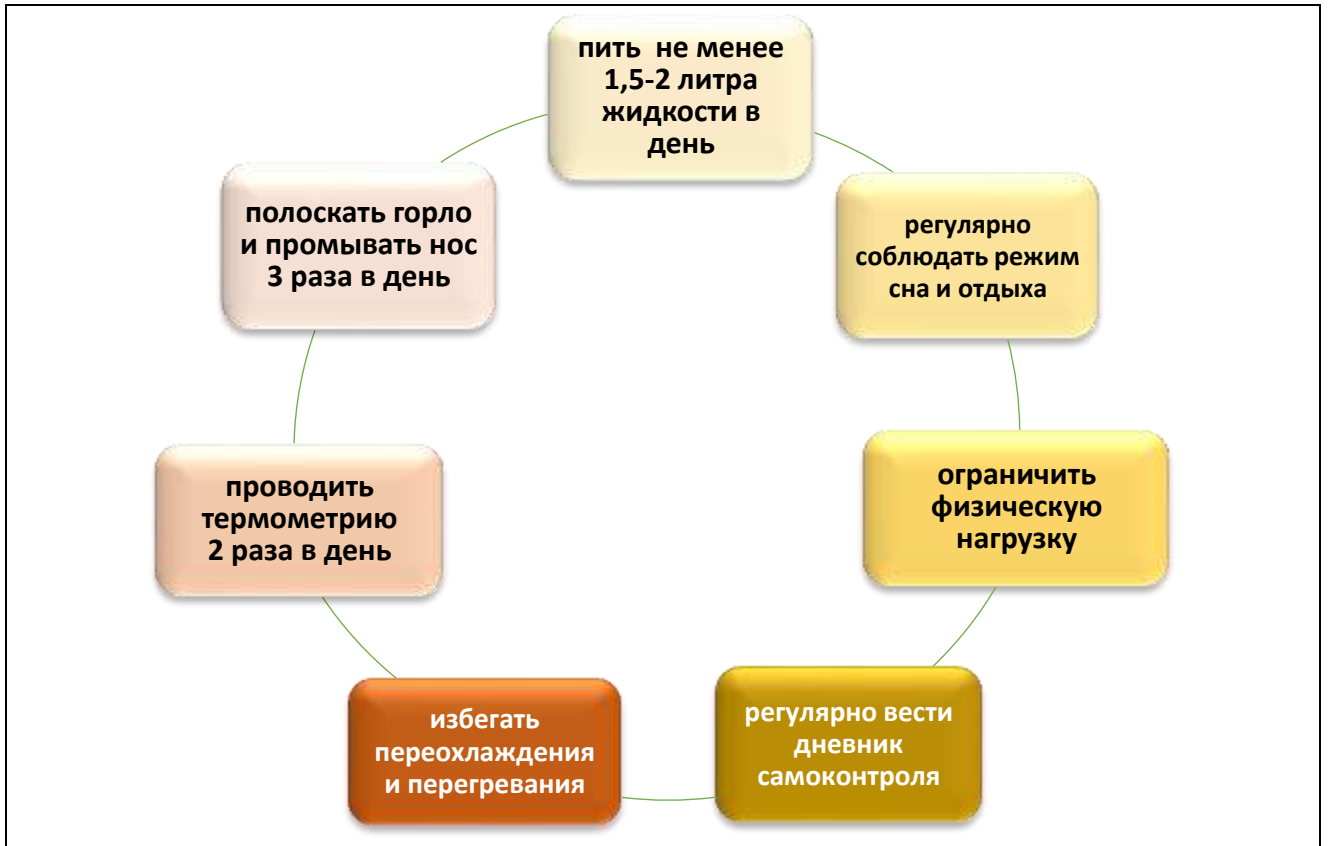 пить не менее
1,5-2 литра
жидкости в
день
регулярно
соблюдать режим
сна и отдыха
ограничить
физическую
нагрузку
регулярно вести
дневник
самоконтроля
избегать
переохлаждения
и перегревания
проводить
термометрию
2 раза в день
полоскать горло
и промывать нос
3 раза в день